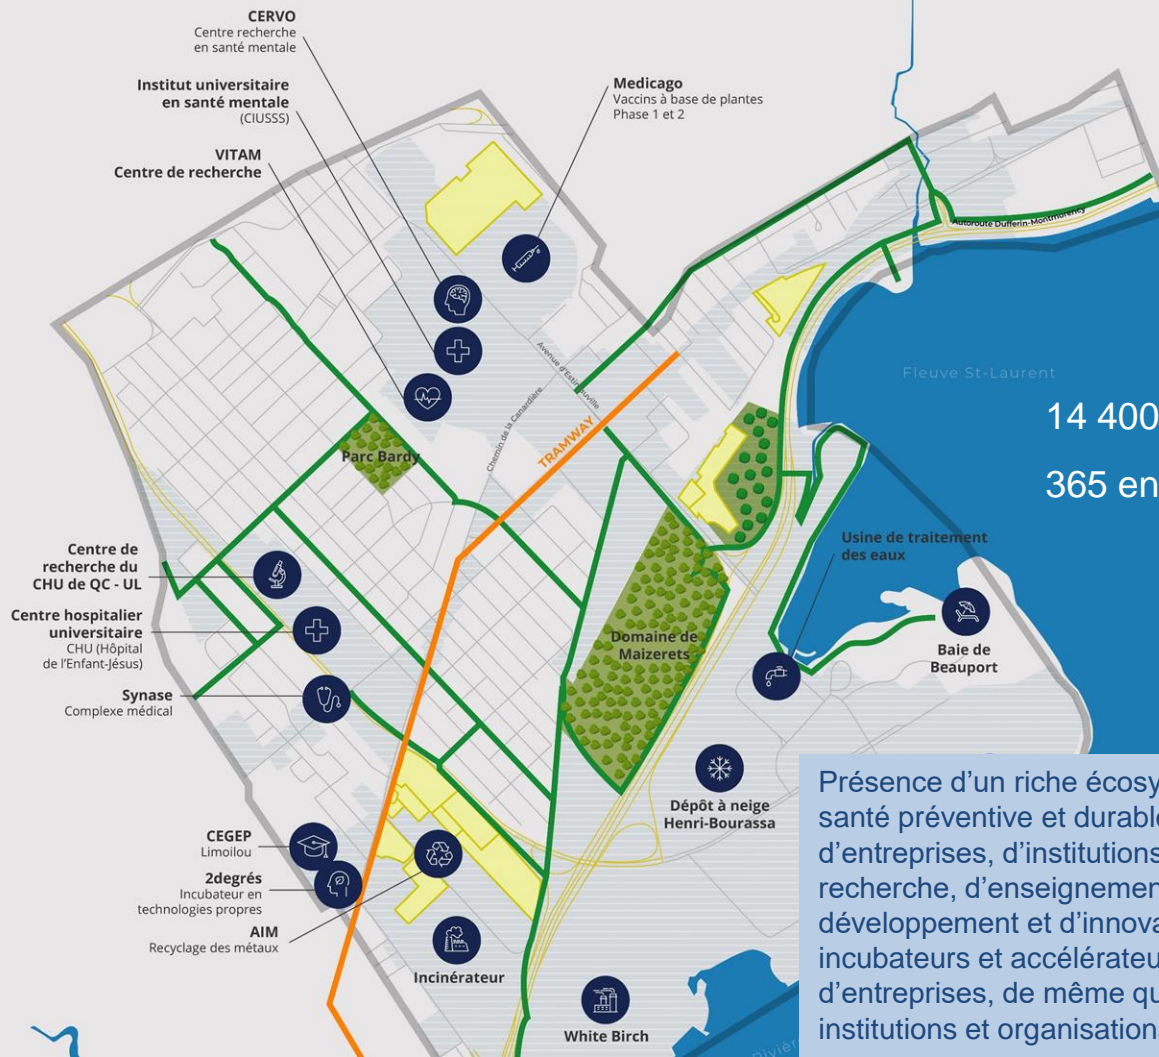 CERVO
Centre recherche
en santé mentale
Institut universitaire
en santé mentale
(CIUSSS)
VITAM
Centre de recherche
Medicago
Vaccins à base de plantes
Phase 1 et 2
Autoroute Dufferin-Montmorency
Avenue d'Estimauville
Chemin de la Canardière
TRAMWAY
Fleuve St-Laurent
14 400
365 en
Parc Bardy
Usine de traitement
des eaux
Centre de
recherche du
CHU de QC - UL
Centre hospitalier
universitaire
CHU (Hôpital
de l'Enfant-Jésus)
Synase
Complexe médical
Domaine de
Maizerets
Baie de
Beauport
Dépôt à neige
Henri-Bourassa
CEGEP
Limoilou
2degrés
Incubateur en
technologies propres
AIM
Recyclage des métaux
Incinérateur
White Birch
Rivière
Présence d'un riche écosy
santé préventive et durable
d'entreprises, d'institutions
recherche, d'enseignemen
développement et d'innova
incubateurs et accélérateu
d'entreprises, de même qu
institutions et organisations